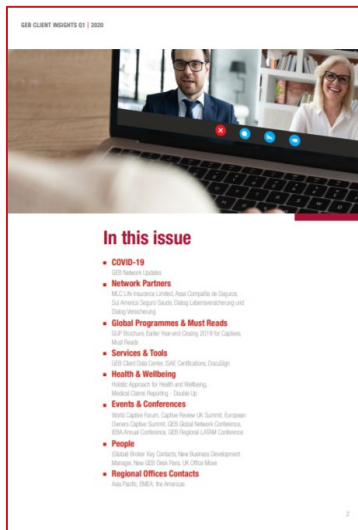 GEB CLIENT INSIGHTS Q1 | 2020
In this issue
COVID-19
GEB Network Updates
Network Partners
MLC Life Insurance Limited, Assa Compañía de Seguros,
Sul America Seguro Saude, Dialog Lebensversicherung und
Dialog Versicherung
Global Programmes & Must Reads
GUP Brochure, Earlier Year-end Closing 2019 for Captives,
Must Reads
Services & Tools
GEB Client Data Center, ISAE Certifications, DocuSign
Health & Wellbeing
Holistic Approach for Health and Wellbeing,
Medical Claims Reporting - Double Up
Events & Conferences
World Captive Forum, Captive Review UK Summit, European
Owners Captive Summit, GEB Global Network Conference,
IEBA Annual Conference, GEB Regional LATAM Conference
People
(Global) Broker Key Contacts, New Business Development
Manager, New GEB Desk Peers, UK Office Move
Regional Offices Contacts
Asia Pacific, EMEA, the Americas
2